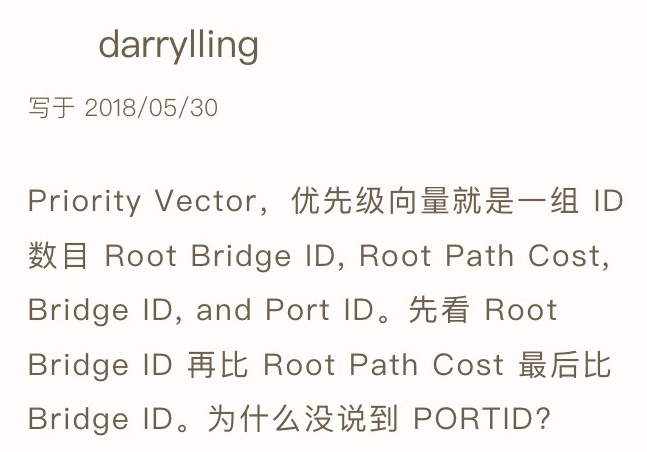 darrylling
写于 2018/05/30
Priority Vector，优先级向量就是一组 ID
数目 Root Bridge ID, Root Path Cost,
Bridge ID, and Port ID。先看 Root
Bridge ID 再比 Root Path Cost 最后比
Bridge ID。为什么没说到 PORTID？